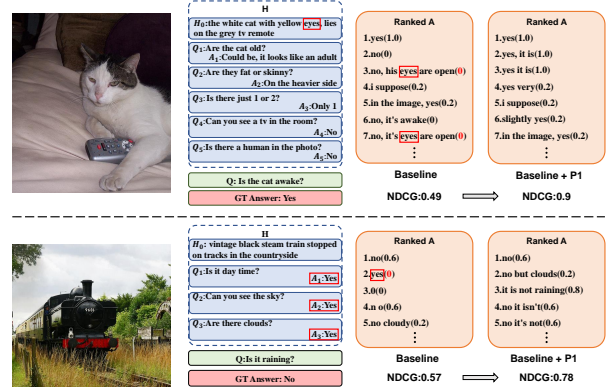 H
H0:the white cat with yellow eyes, lies
on the grey tv remote
Q1:Are the cat old?
A1:Could be, it looks like an adult
Q2:Are they fat or skinny?
A2:On the heavier side
Q3:Is there just 1 or 2?
A3:Only 1
Q4:Can you see a tv in the room?
A4:No
Q5:Is there a human in the photo?
A5:No
Q: Is the cat awake?
GT Answer: Yes
Ranked A
1.yes(1.0)
2.no(0)
3.no, his eyes are open(0)
4.i suppose(0.2)
5.in the image, yes(0.2)
6.no, it's awake(0)
7.no, it's eyes are open(0)
⋮
Baseline
NDCG:0.49
Ranked A
1.yes(1.0)
2.yes, it is(1.0)
3.yes it is(1.0)
4.yes very(0.2)
5.i suppose(0.2)
6.slightly yes(0.2)
7.in the image, yes(0.2)
⋮
Baseline + P1
NDCG:0.9
H
H0: vintage black steam train stopped
on tracks in the countryside
Q1:Is it day time?
A1:Yes
Q2:Can you see the sky?
A2:Yes
Q3:Are there clouds?
A3:Yes
Q:Is it raining?
GT Answer: No
Ranked A
1.no(0.6)
2.yes(0)
3.0(0)
4.n o(0.6)
5.no cloudy(0.2)
⋮
Baseline
NDCG:0.57
Ranked A
1.no(0.6)
2.no but clouds(0.2)
3.it is not raining(0.8)
4.no it isn't(0.6)
5.no it's not(0.6)
⋮
Baseline + P1
NDCG:0.78